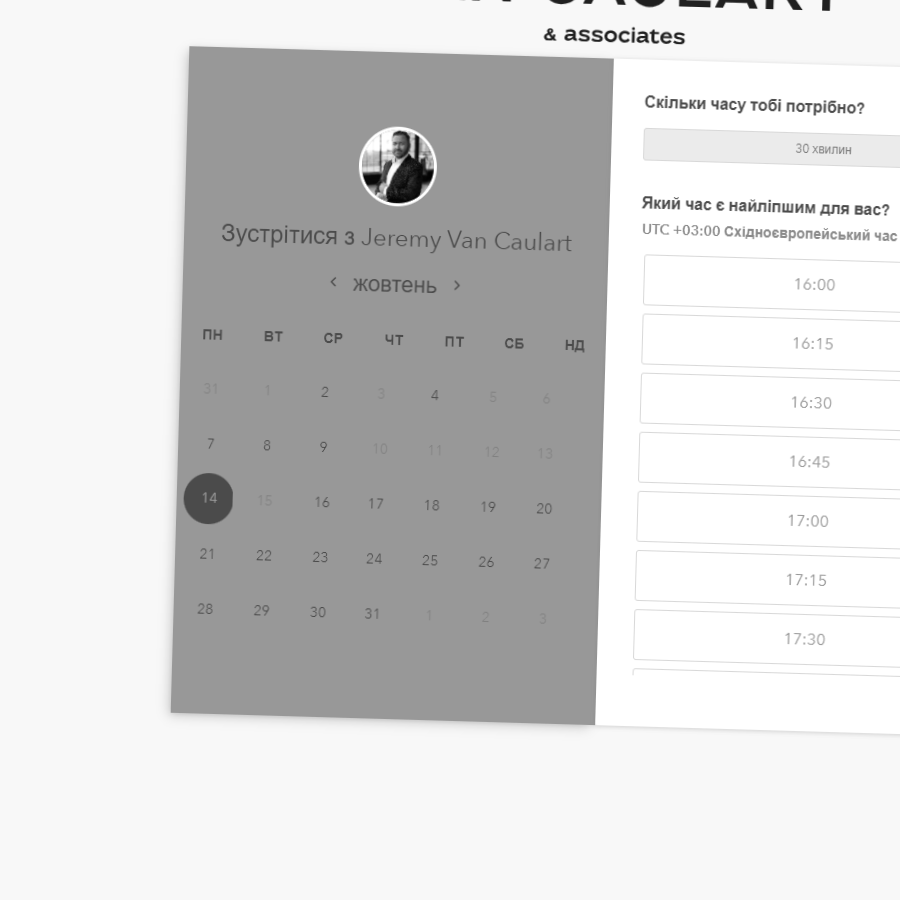 CAULART
& associates
Зустрітися з Jeremy Van Caulart
жовтень
ПН ВТ СР ЧТ ПТ СБ НД
31 1 2 3 4 5 6
7 8 9 10 11 12 13
14 15 16 17 18 19 20
21 22 23 24 25 26 27
28 29 30 31 1 2 3
Скільки часу тобі потрібно?
30 хвилин
Який час є найліпшим для вас?
UTC +03:00 Східноєвропейський час
16:00
16:15
16:30
16:45
17:00
17:15
17:30